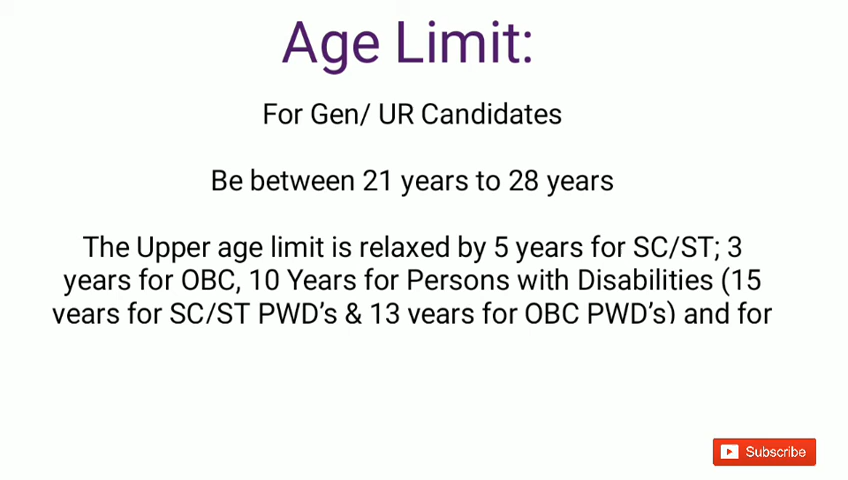 Age Limit:
For Gen/ UR Candidates
Be between 21 years to 28 years
The Upper age limit is relaxed by 5 years for SC/ST; 3
years for OBC, 10 Years for Persons with Disabilities (15
years for SC/ST PWD's & 13 years for OBC PWD's) and for
Subscribe